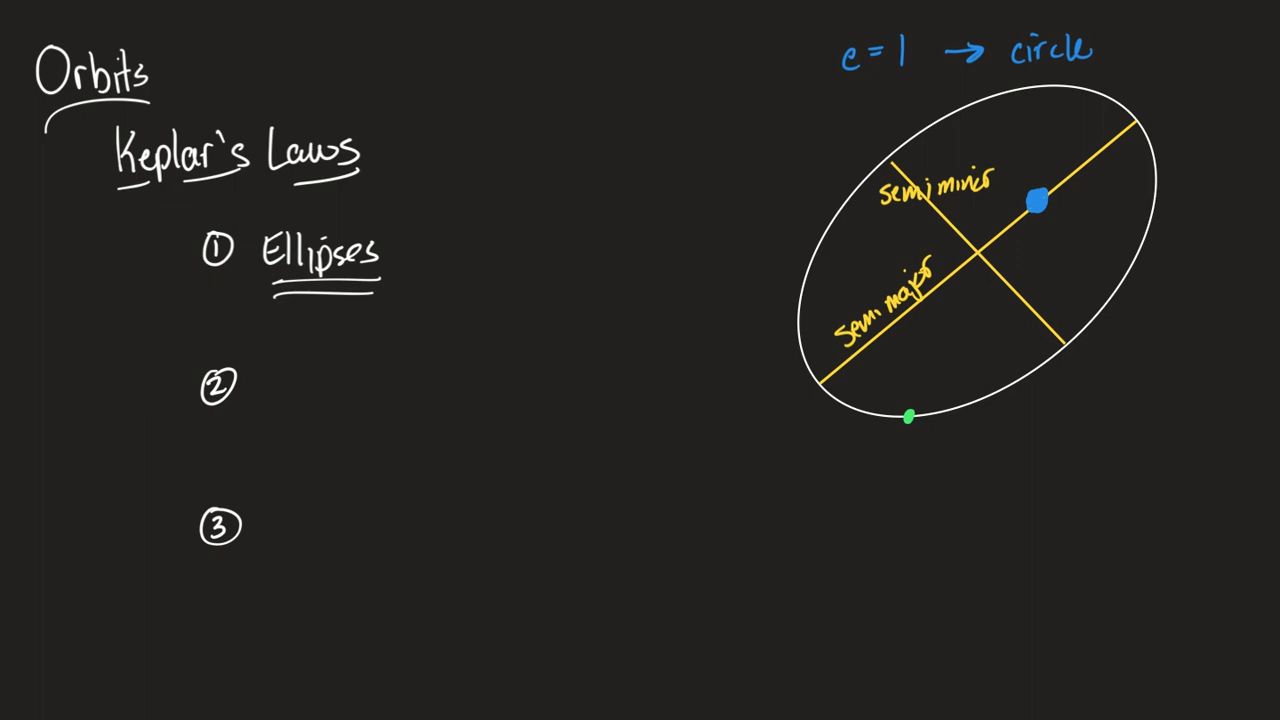 Orbits
Keplar's Laws
① Ellipses
②
③
e = 1 → circle
semi minor
semi major